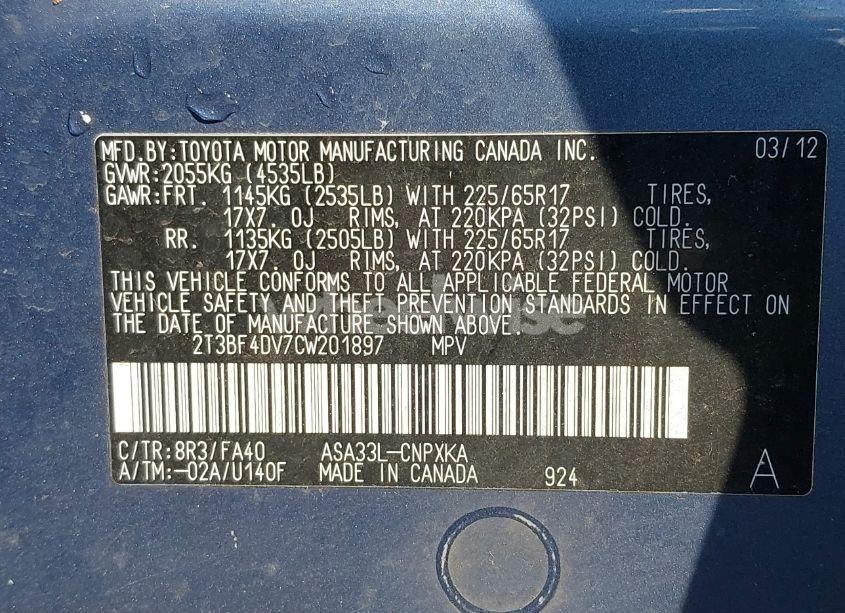 MFD.BY:TOYOTA MOTOR MANUFACTURING CANADA INC. 03/12
GVWR:2055KG (4535LB)
GAWR:FRT. 1145KG (2535LB) WITH 225/65R17 TIRES,
17X7. 0J RIMS, AT 220KPA (32PSI) COLD.
RR. 1135KG (2505LB) WITH 225/65R17 TIRES,
17X7. 0J RIMS, AT 220KPA (32PSI) COLD.
THIS VEHICLE CONFORMS TO ALL APPLICABLE FEDERAL MOTOR
VEHICLE SAFETY AND THEFT PREVENTION STANDARDS IN EFFECT ON
THE DATE OF MANUFACTURE SHOWN ABOVE.
2T3BF4DV7CW201897 MPV
C/TR:8R3/FA40 ASA33L-CNPXKA
A/TM:-02A/U140F MADE IN CANADA 924 A